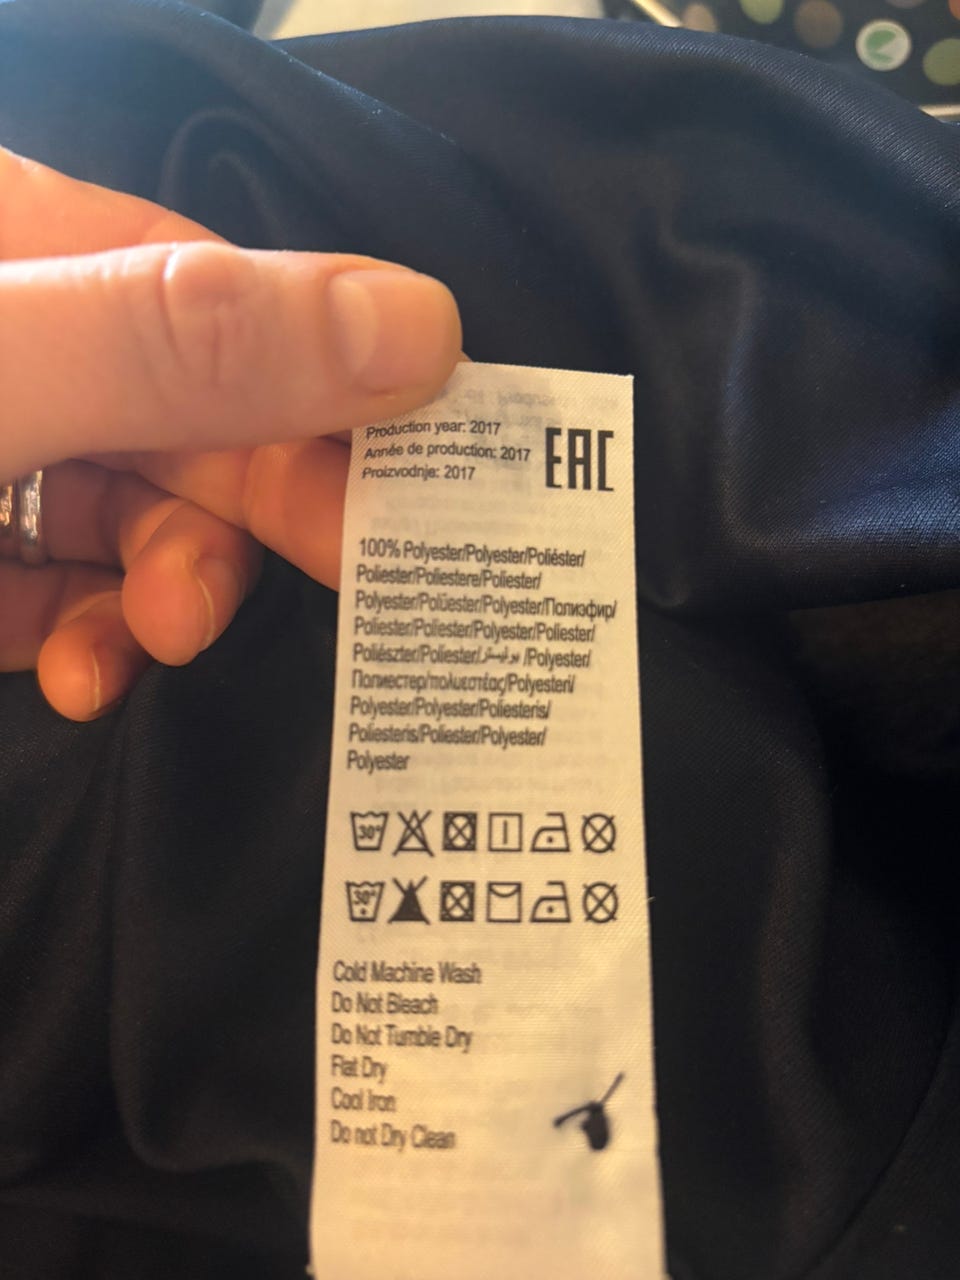 Production year: 2017
Année de production: 2017
Proizvodnje: 2017
EAC
100% Polyester/Polyester/Poliéster/
Poliester/Poliestere/Poliester/
Polyester/Polüester/Polyester/Полиэфир/
Poliester/Poliester/Polyester/Poliester/
Poliészter/Poliester/بوليستر /Polyester/
Полиестер/πολυεστέρας/Polyesteri/
Polyester/Polyester/Poliesteris/
Poliesteris/Poliester/Polyester/
Polyester
30°
30°
Cold Machine Wash
Do Not Bleach
Do Not Tumble Dry
Flat Dry
Cool Iron
Do not Dry Clean